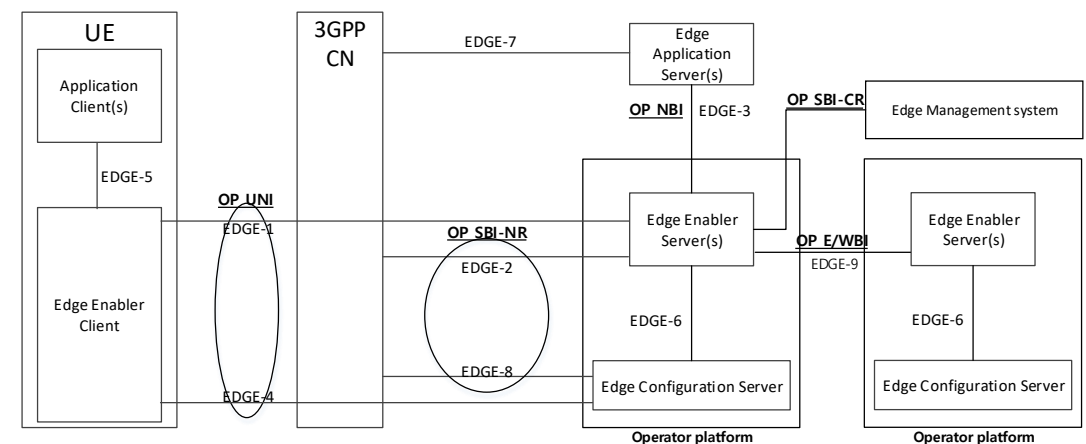 UE
Application
Client(s)
EDGE-5
Edge Enabler
Client
OP UNI
EDGE-1
EDGE-4
3GPP
CN
EDGE-7
OP SBI-NR
EDGE-2
EDGE-8
Edge
Application
Server(s)
OP NBI
EDGE-3
OP SBI-CR
Edge Management system
Edge Enabler
Server(s)
EDGE-6
Edge Configuration Server
Operator platform
OP E/WBI
EDGE-9
Edge Enabler
Server(s)
EDGE-6
Edge Configuration Server
Operator platform